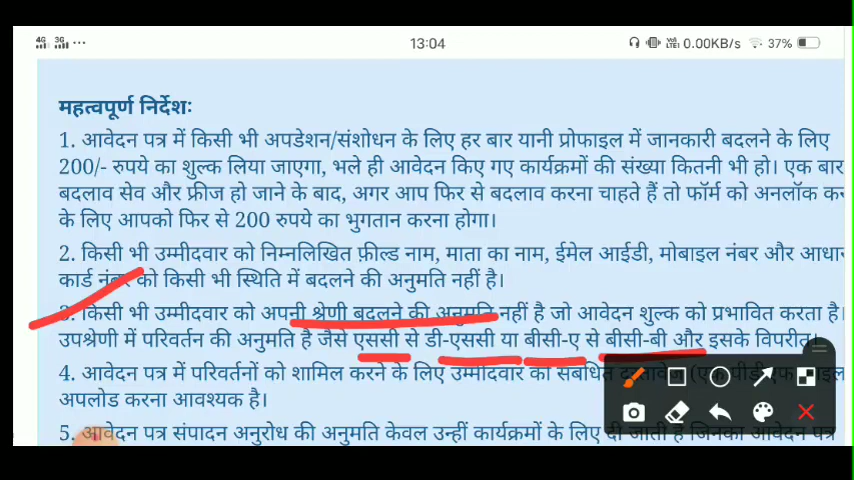 4G 3G ... 13:04 0.00KB/s 37%
महत्वपूर्ण निर्देशः
1. आवेदन पत्र में किसी भी अपडेशन/संशोधन के लिए हर बार यानी प्रोफाइल में जानकारी बदलने के लिए
200/- रुपये का शुल्क लिया जाएगा, भले ही आवेदन किए गए कार्यक्रमों की संख्या कितनी भी हो। एक बार
बदलाव सेव और फ्रीज हो जाने के बाद, अगर आप फिर से बदलाव करना चाहते हैं तो फॉर्म को अनलॉक
के लिए आपको फिर से 200 रुपये का भुगतान करना होगा।
2. किसी भी उम्मीदवार को निम्नलिखित फ़ील्ड नाम, माता का नाम, ईमेल आईडी, मोबाइल नंबर और आधार
कार्ड नंबर को किसी भी स्थिति में बदलने की अनुमति नहीं है।
3. किसी भी उम्मीदवार को अपनी श्रेणी बदलने की अनुमति नहीं है जो आवेदन शुल्क को प्रभावित करता है।
उपश्रेणी में परिवर्तन की अनुमति है जैसे एससी से डी-एससी या बीसी-ए से बीसी-बी और इसके विपरीत।
4. आवेदन पत्र में परिवर्तनों को शामिल करने के लिए उम्मीदवार को संबंधित दस्तावेज
अपलोड करना आवश्यक है।
5. आवेदन पत्र संपादन अनुरोध की अनुमति केवल उन्हीं कार्यक्रमों के लिए दी जाती है जिनका आवेदन पत्र